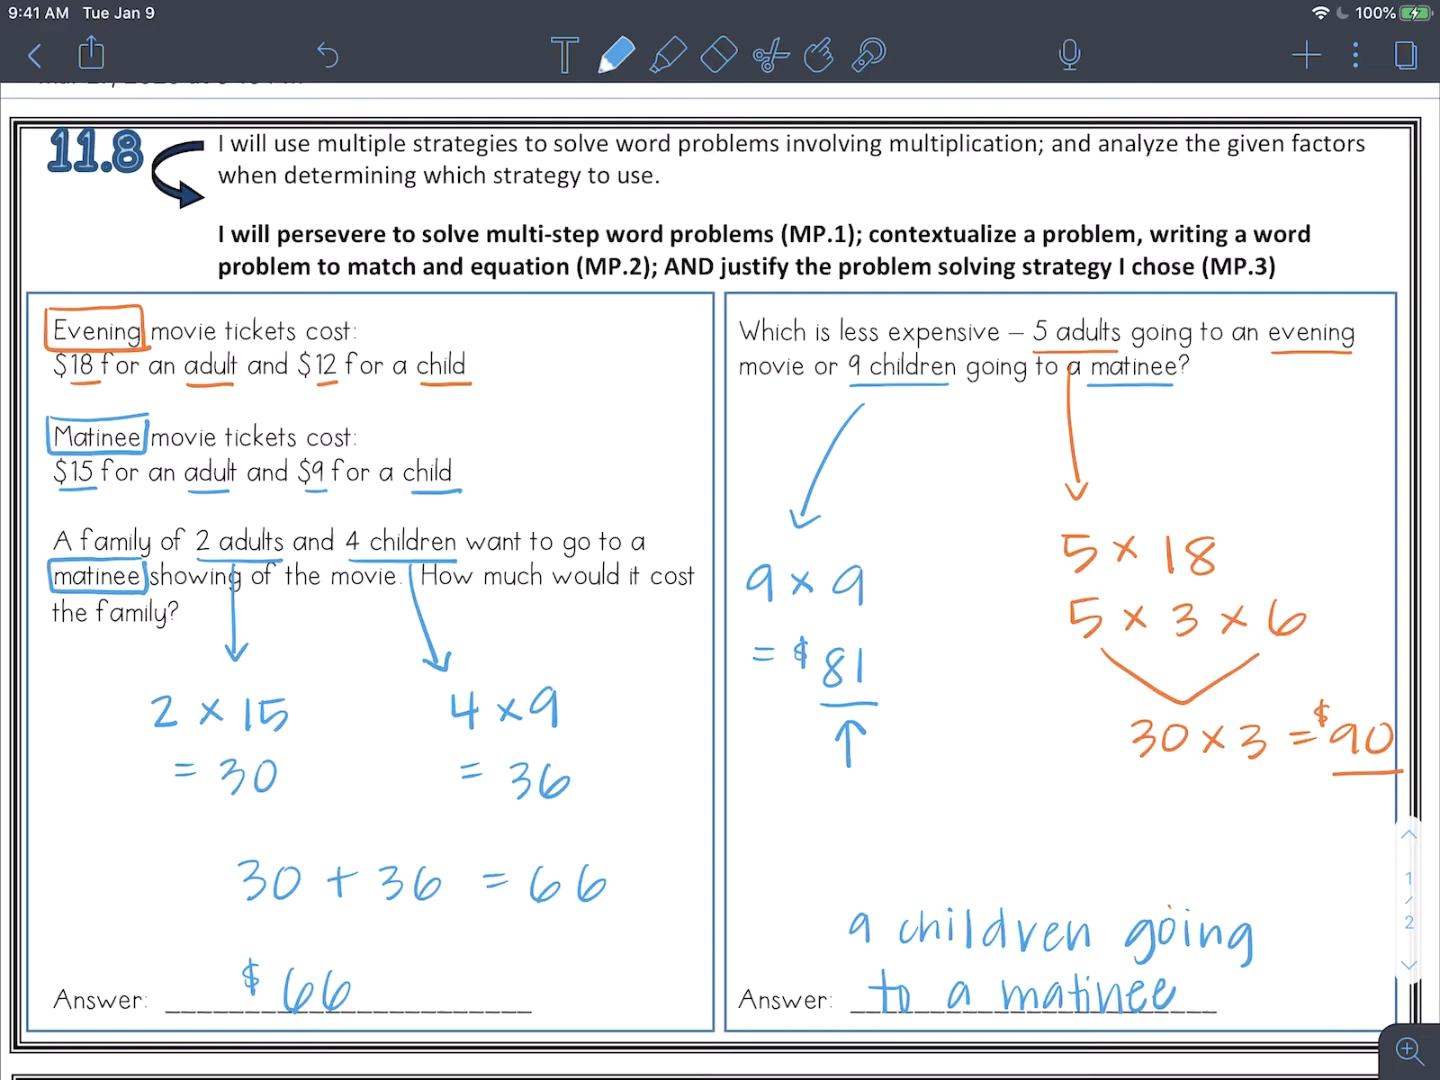 9:41 AM Tue Jan 9
100%
11.8
I will use multiple strategies to solve word problems involving multiplication; and analyze the given factors
when determining which strategy to use.
I will persevere to solve multi-step word problems (MP.1); contextualize a problem, writing a word
problem to match and equation (MP.2); AND justify the problem solving strategy I chose (MP.3)
Evening movie tickets cost:
$18 for an adult and $12 for a child
Matinee movie tickets cost:
$15 for an adult and $9 for a child
A family of 2 adults and 4 children want to go to a
matinee showing of the movie. How much would it cost
the family?
2 × 15
= 30
4 × 9
= 36
30 + 36 = 66
Answer: $66
Which is less expensive – 5 adults going to an evening
movie or 9 children going to a matinee?
9 × 9
= $81
5 × 18
5 × 3 × 6
30 × 3 = $90
9 children going
Answer: to a matinee
1
/
2